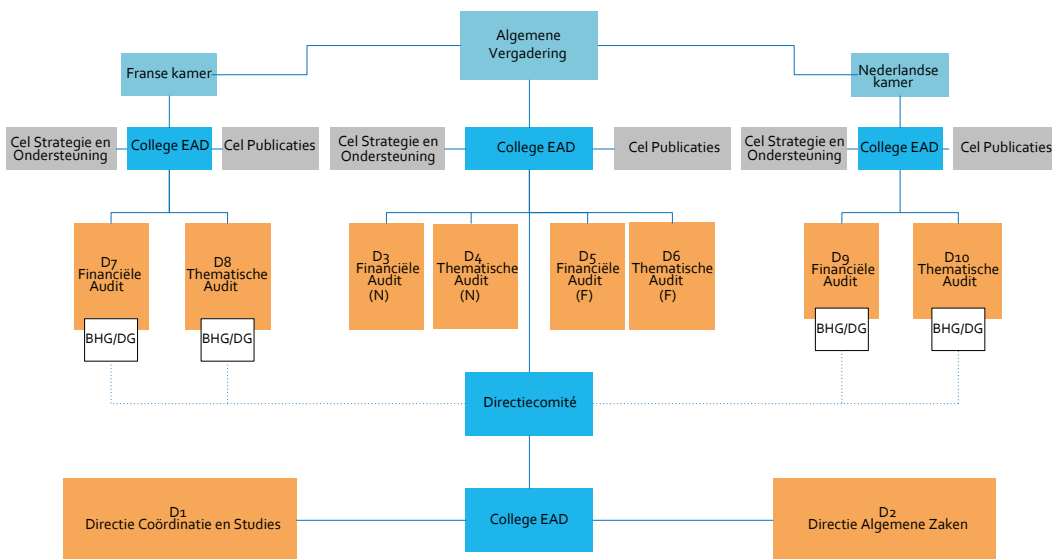 Algemene
Vergadering
Franse kamer
Nederlandse
kamer
Cel Strategie en
Ondersteuning
College EAD
Cel Publicaties
Cel Strategie en
Ondersteuning
College EAD
Cel Publicaties
Cel Strategie en
Ondersteuning
College EAD
Cel Publicaties
D7
Financiële
Audit
D8
Thematische
Audit
D3
Financiële
Audit
(N)
D4
Thematische
Audit
(N)
D5
Financiële
Audit
(F)
D6
Thematische
Audit
(F)
D9
Financiële
Audit
D10
Thematische
Audit
BHG/DG
BHG/DG
BHG/DG
BHG/DG
Directiecomité
D1
Directie Coördinatie en Studies
College EAD
D2
Directie Algemene Zaken